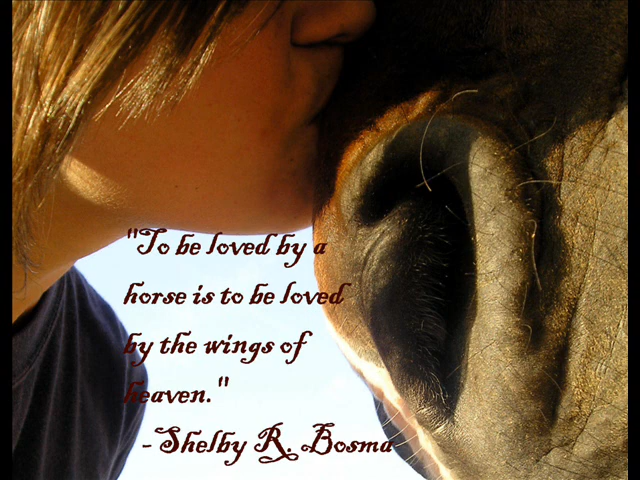 "To be loved by a
horse is to be loved
by the wings of
heaven."
-Shelby R. Bosma